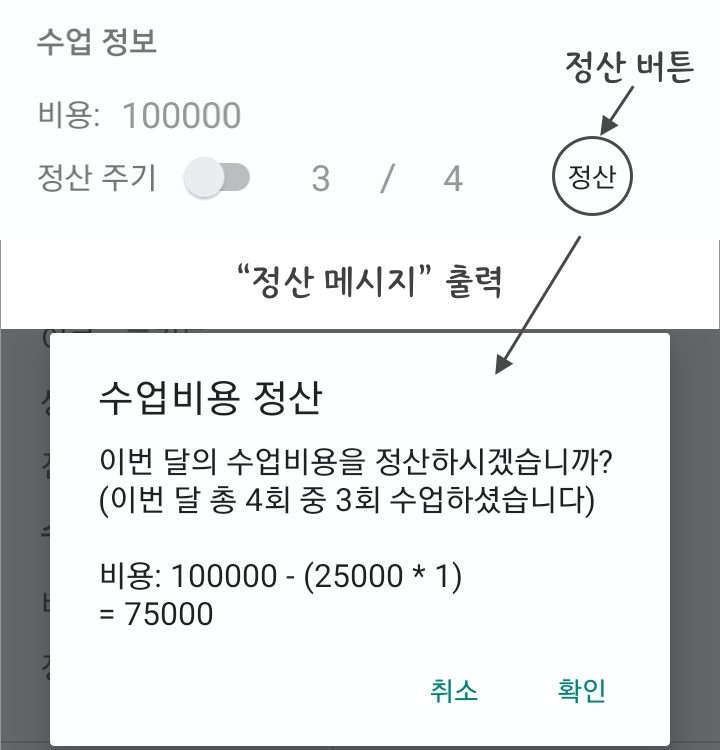 수업 정보
정산 버튼
비용: 100000
정산 주기 3 / 4
정산
“정산 메시지” 출력
수업비용 정산
이번 달의 수업비용을 정산하시겠습니까?
(이번 달 총 4회 중 3회 수업하셨습니다)
비용: 100000 - (25000 * 1)
= 75000
취소 확인